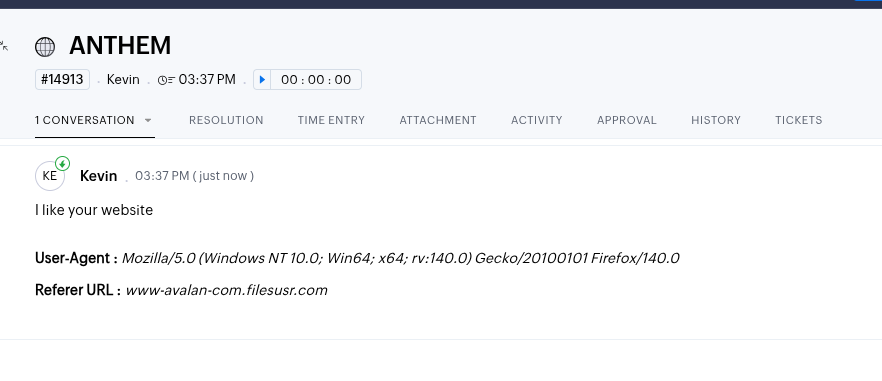 ANTHEM
#14913 . Kevin . 03:37 PM . 00 : 00 : 00
1 CONVERSATION RESOLUTION TIME ENTRY ATTACHMENT ACTIVITY APPROVAL HISTORY TICKETS
KE Kevin . 03:37 PM ( just now )
I like your website
User-Agent : Mozilla/5.0 (Windows NT 10.0; Win64; x64; rv:140.0) Gecko/20100101 Firefox/140.0
Referer URL : www-avalan-com.filesusr.com